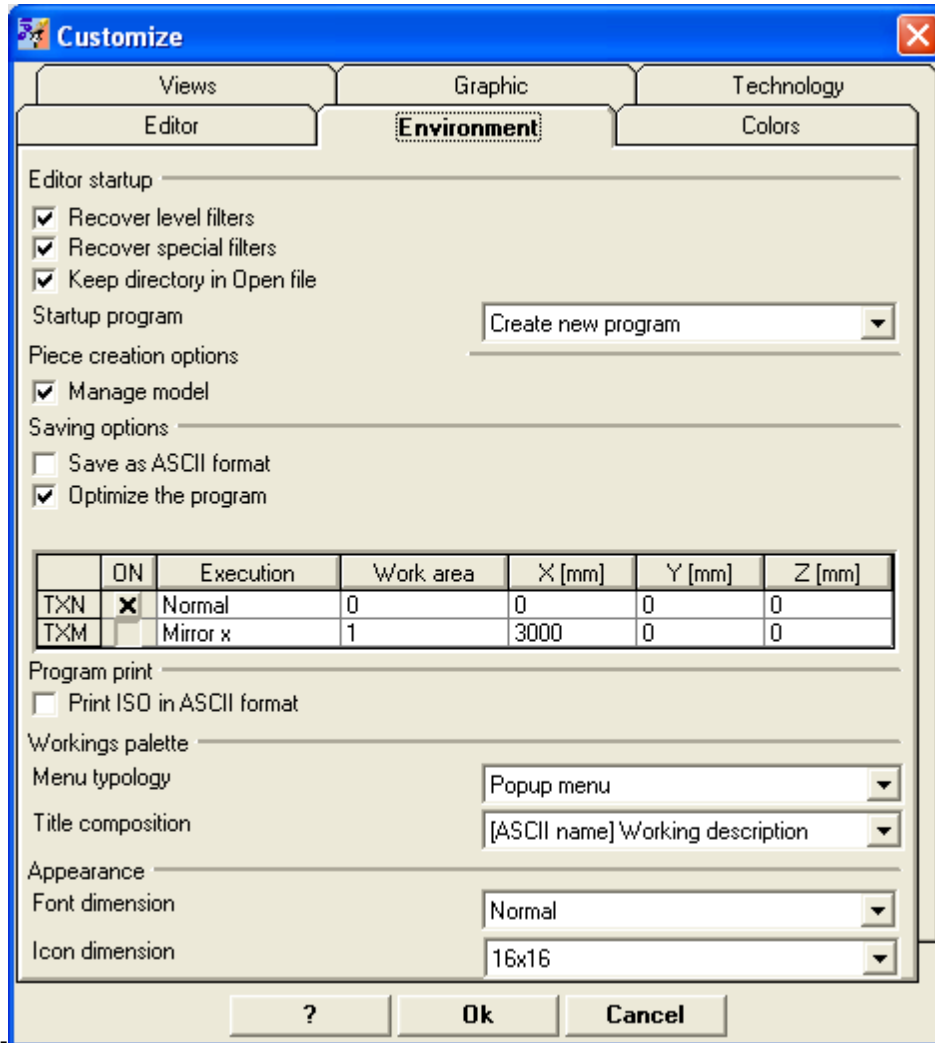 Customize
Views Graphic Technology
Editor Environment Colors
Editor startup
Recover level filters
Recover special filters
Keep directory in Open file
Startup program Create new program
Piece creation options
Manage model
Saving options
Save as ASCII format
Optimize the program
ON Execution Work area X [mm] Y [mm] Z [mm]
TXN Normal 0 0 0 0
TXM Mirror x 1 3000 0 0
Program print
Print ISO in ASCII format
Workings palette
Menu typology Popup menu
Title composition [ASCII name] Working description
Appearance
Font dimension Normal
Icon dimension 16x16
? Ok Cancel